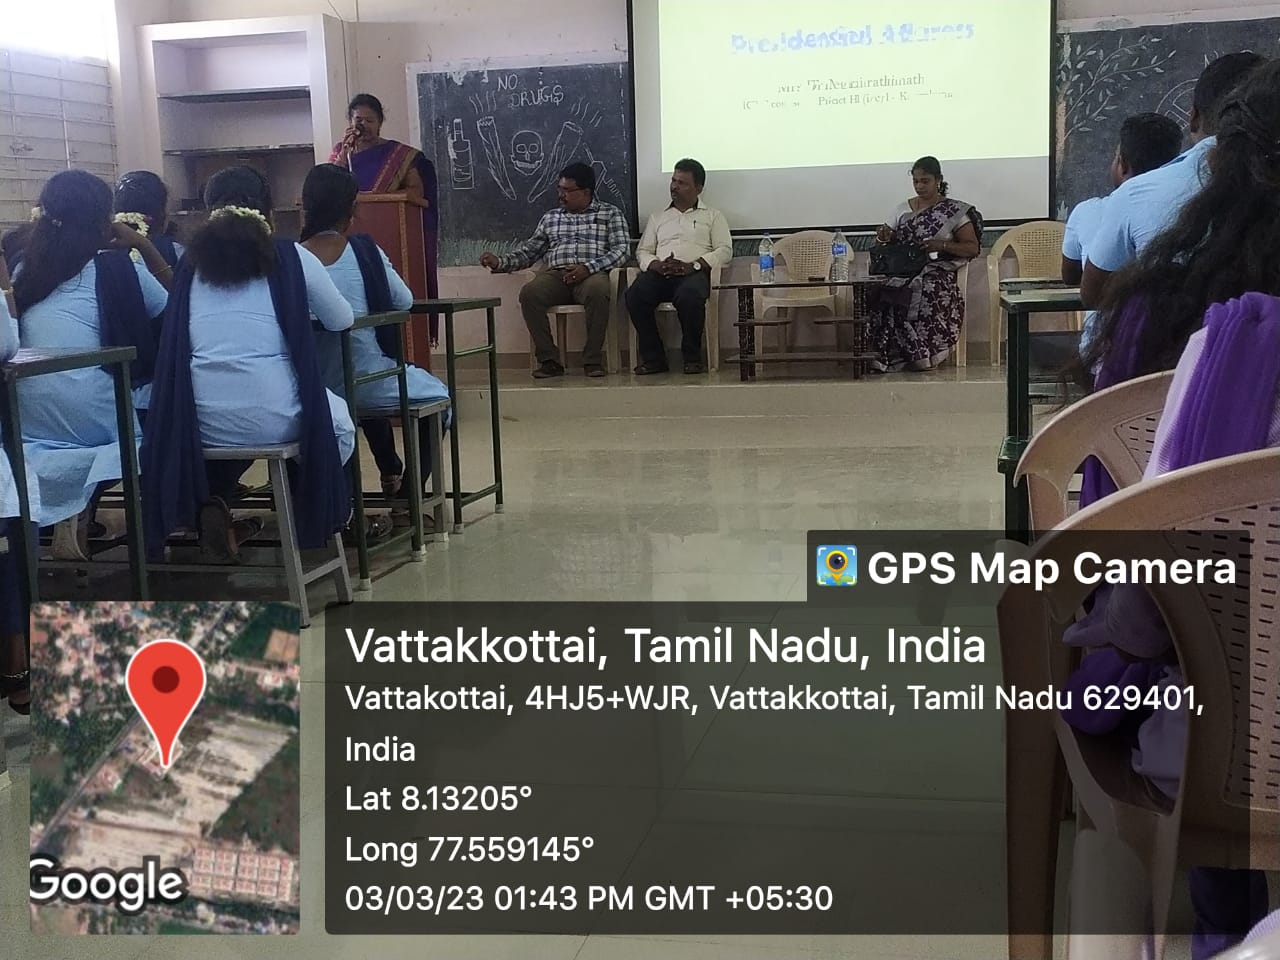 Presidential Address
NO
DRUGS
GPS Map Camera
Vattakkottai, Tamil Nadu, India
Vattakottai, 4HJ5+WJR, Vattakkottai, Tamil Nadu 629401,
India
Lat 8.13205°
Long 77.559145°
03/03/23 01:43 PM GMT +05:30
Google